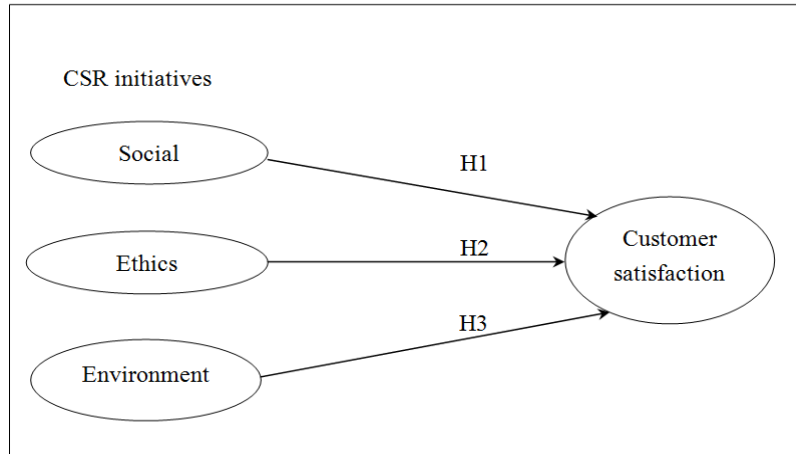 CSR initiatives
Social
H1
Customer
satisfaction
Ethics
H2
H3
Environment